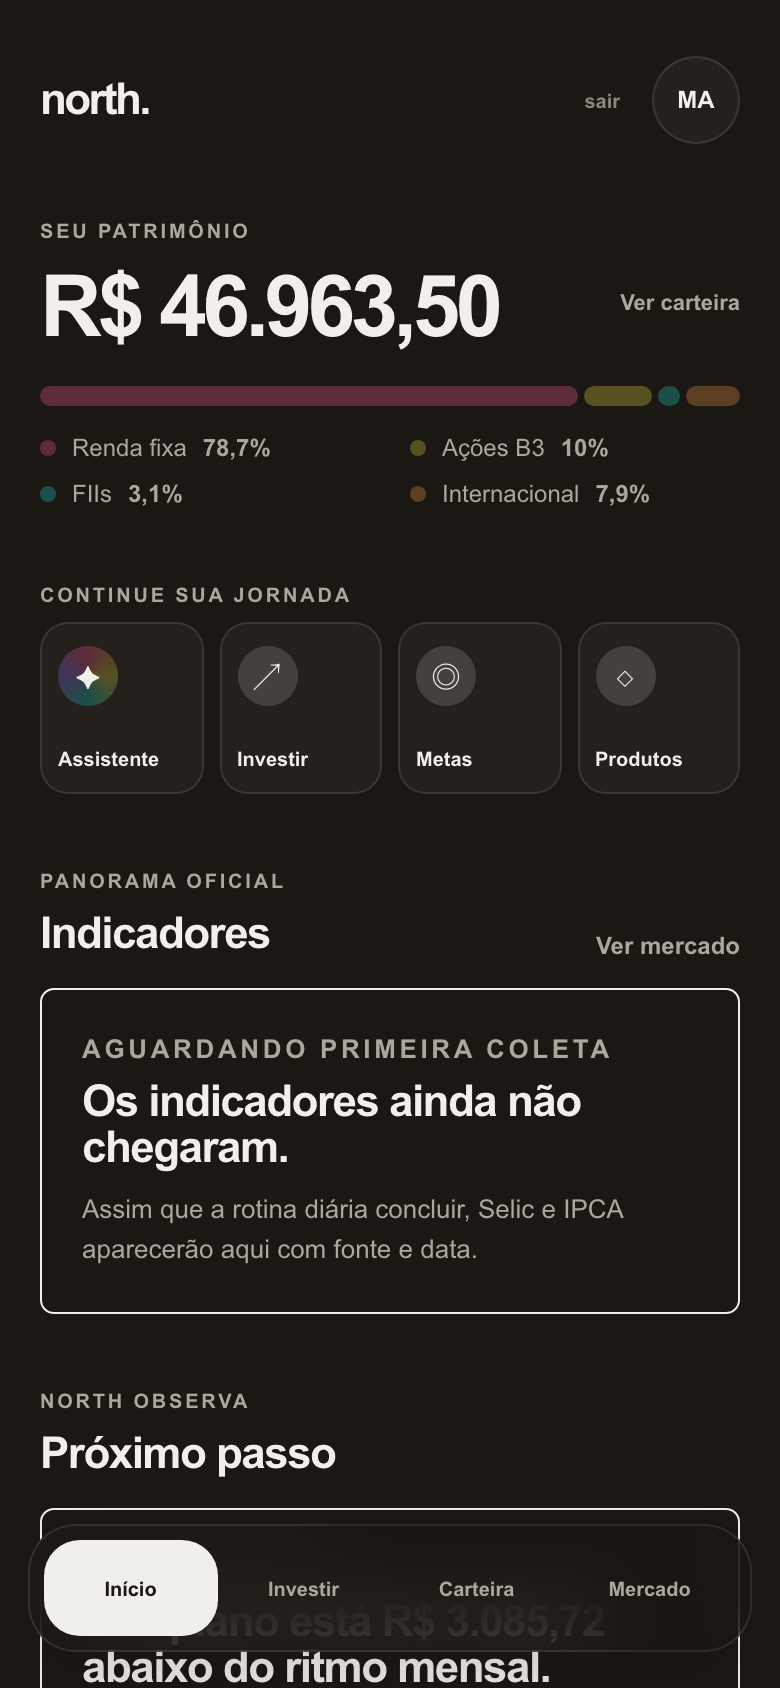 north.
sair
MA
SEU PATRIMÔNIO
R$ 46.963,50
Ver carteira
Renda fixa 78,7%
Ações B3 10%
FIIs 3,1%
Internacional 7,9%
CONTINUE SUA JORNADA
Assistente
Investir
Metas
Produtos
PANORAMA OFICIAL
Indicadores
Ver mercado
AGUARDANDO PRIMEIRA COLETA
Os indicadores ainda não
chegaram.
Assim que a rotina diária concluir, Selic e IPCA
aparecerão aqui com fonte e data.
NORTH OBSERVA
Próximo passo
Início
Investir
Carteira
Mercado
plano está R$ 3.085,72
abaixo do ritmo mensal.